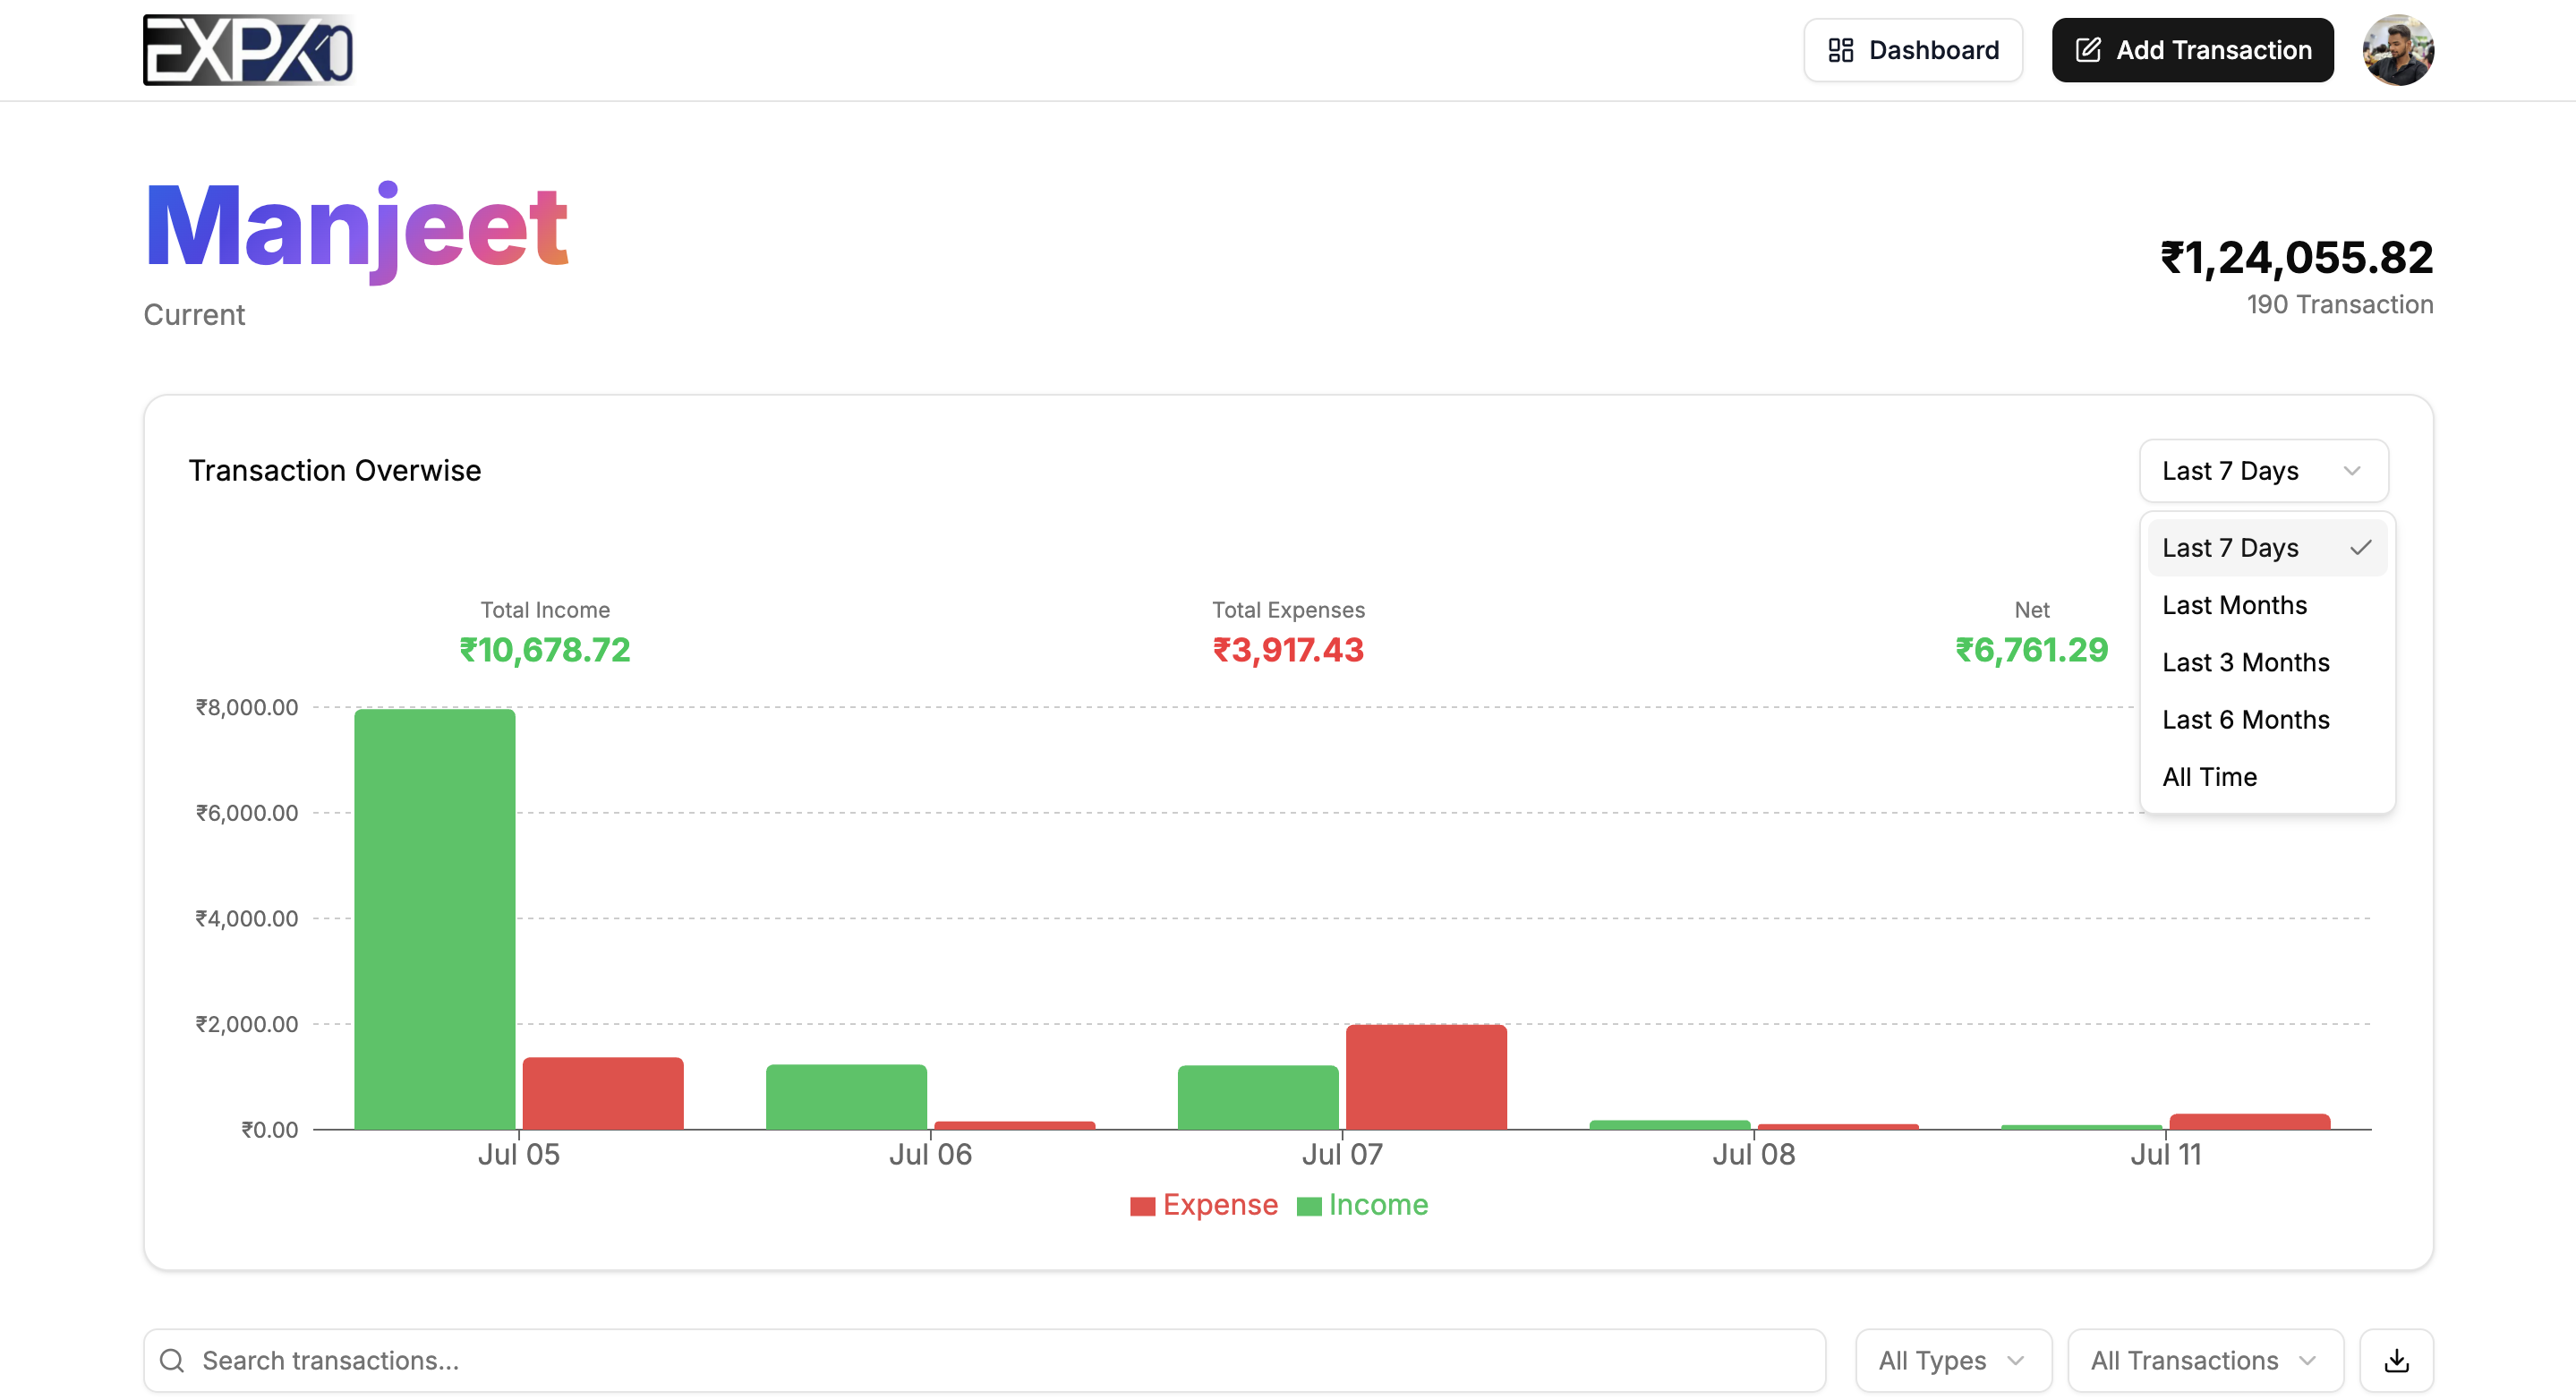 EXPX10
Dashboard
Add Transaction
Manjeet
Current
₹1,24,055.82
190 Transaction
Transaction Overwise
Last 7 Days
Last 7 Days
Last Months
Last 3 Months
Last 6 Months
All Time
Total Income
₹10,678.72
Total Expenses
₹3,917.43
Net
₹6,761.29
₹8,000.00
₹6,000.00
₹4,000.00
₹2,000.00
₹0.00
Jul 05
Jul 06
Jul 07
Jul 08
Jul 11
Expense
Income
Search transactions...
All Types
All Transactions